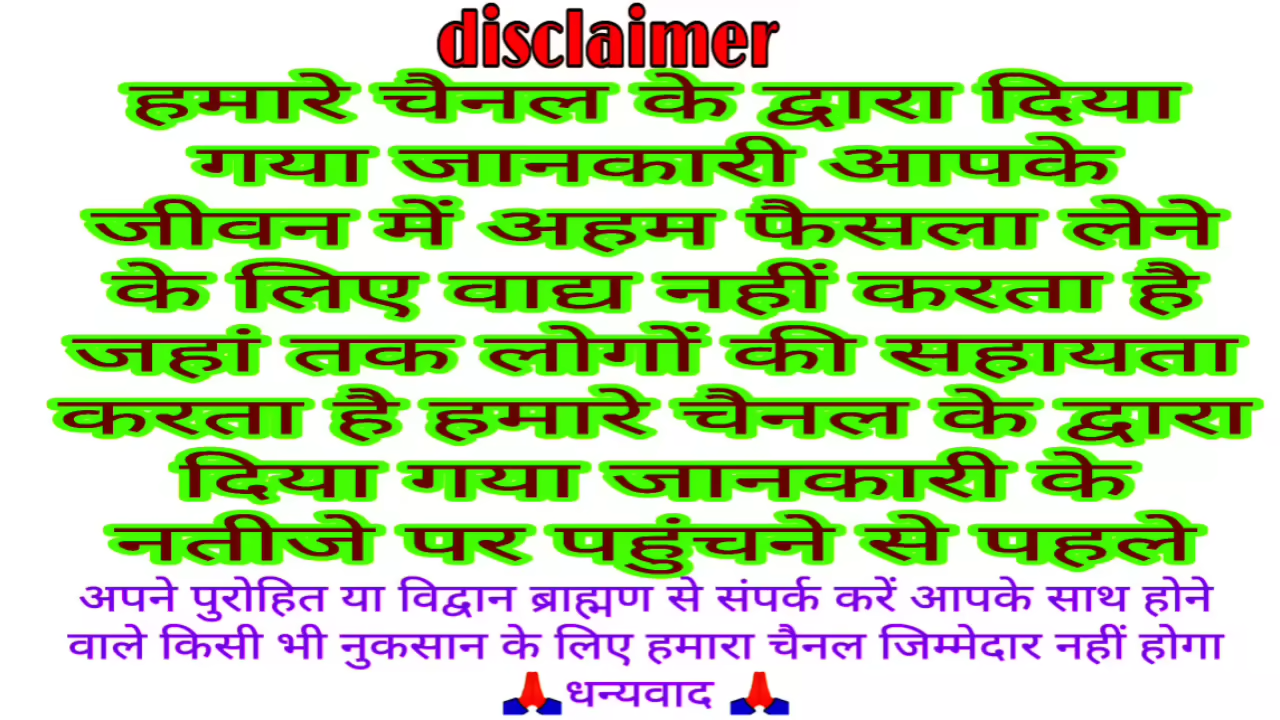 disclaimer
हमारे चैनल के द्वारा दिया
गया जानकारी आपके
जीवन में अहम फैसला लेने
के लिए वाद्य नहीं करता है
जहां तक लोगों की सहायता
करता है हमारे चैनल के द्वारा
दिया गया जानकारी के
नतीजे पर पहुंचने से पहले
अपने पुरोहित या विद्वान ब्राह्मण से संपर्क करें आपके साथ होने
वाले किसी भी नुकसान के लिए हमारा चैनल जिम्मेदार नहीं होगा
🙏धन्यवाद 🙏